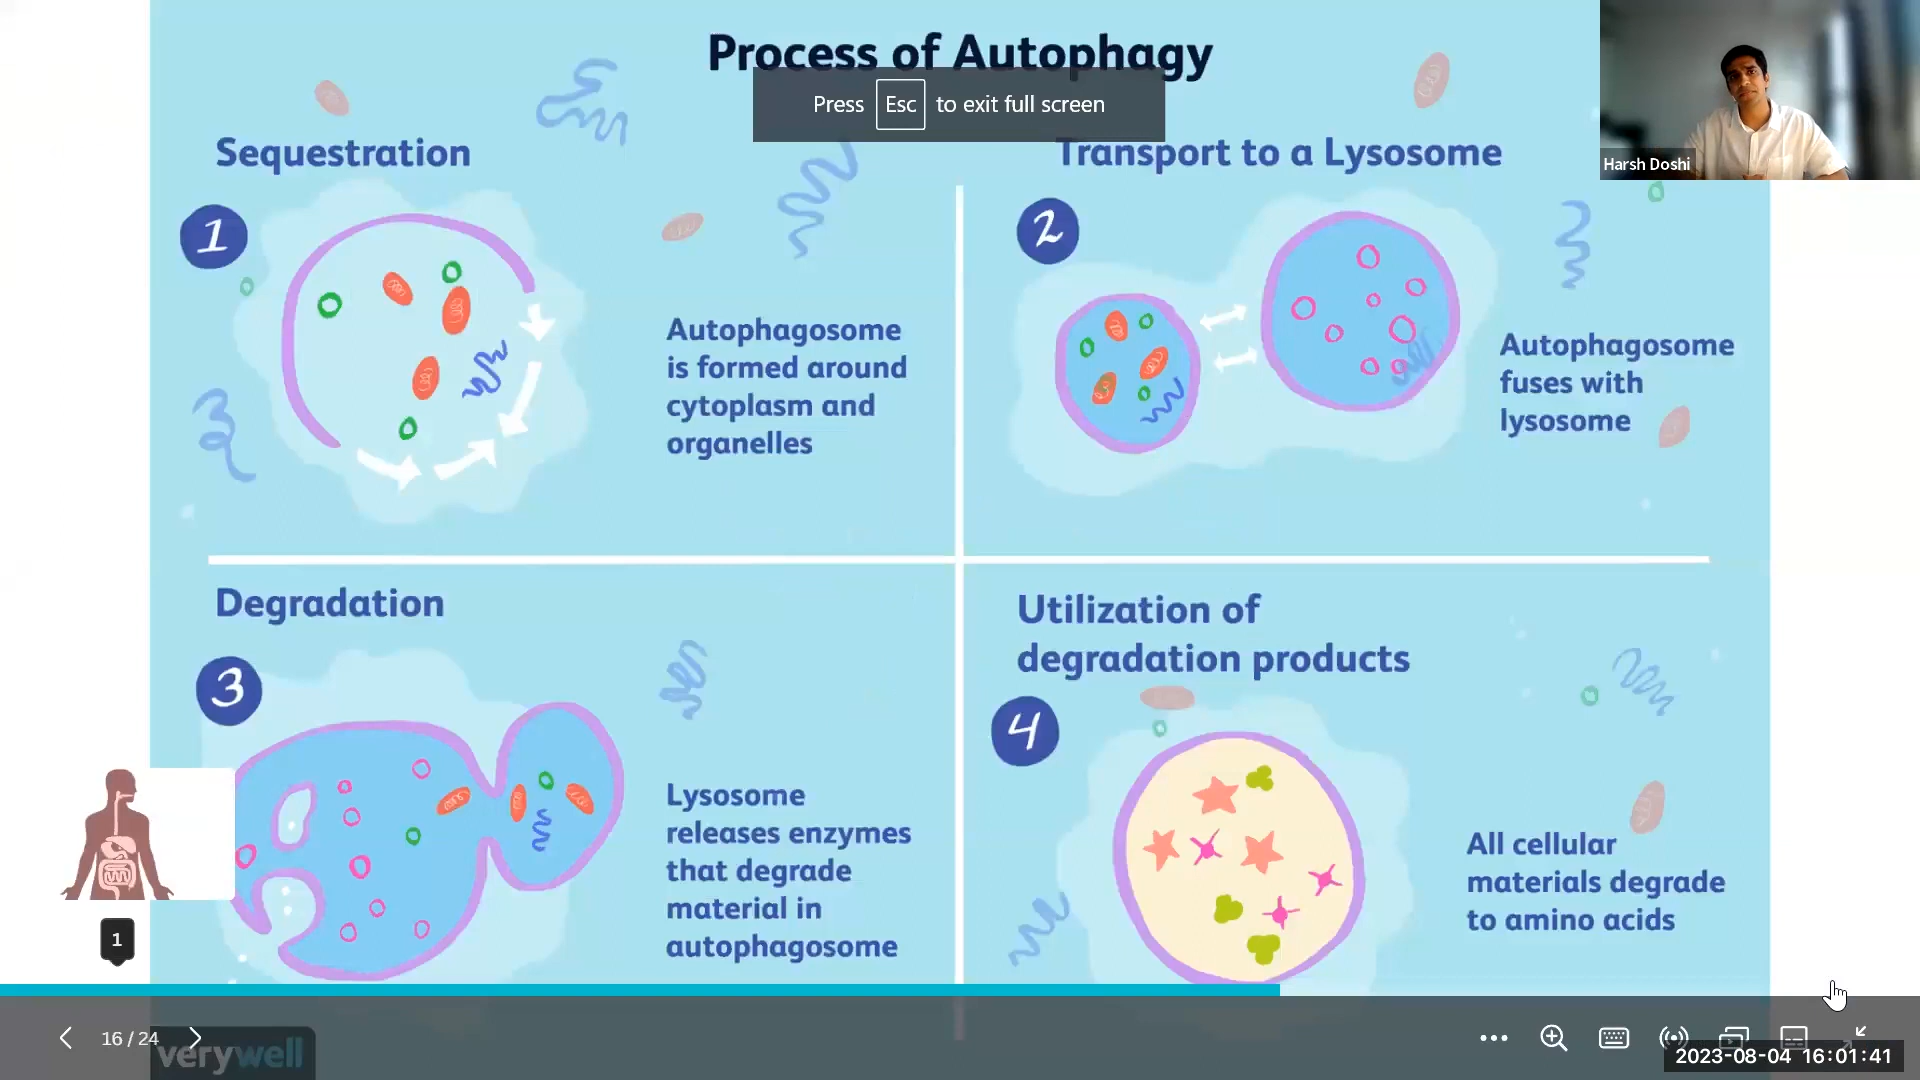 Process of Autophagy
Press Esc to exit full screen
Harsh Doshi
Sequestration
1
Autophagosome
is formed around
cytoplasm and
organelles
Transport to a Lysosome
2
Autophagosome
fuses with
lysosome
Degradation
3
Lysosome
releases enzymes
that degrade
material in
autophagosome
Utilization of
degradation products
4
All cellular
materials degrade
to amino acids
1
16 / 24
verywell
2023-08-04 16:01:41